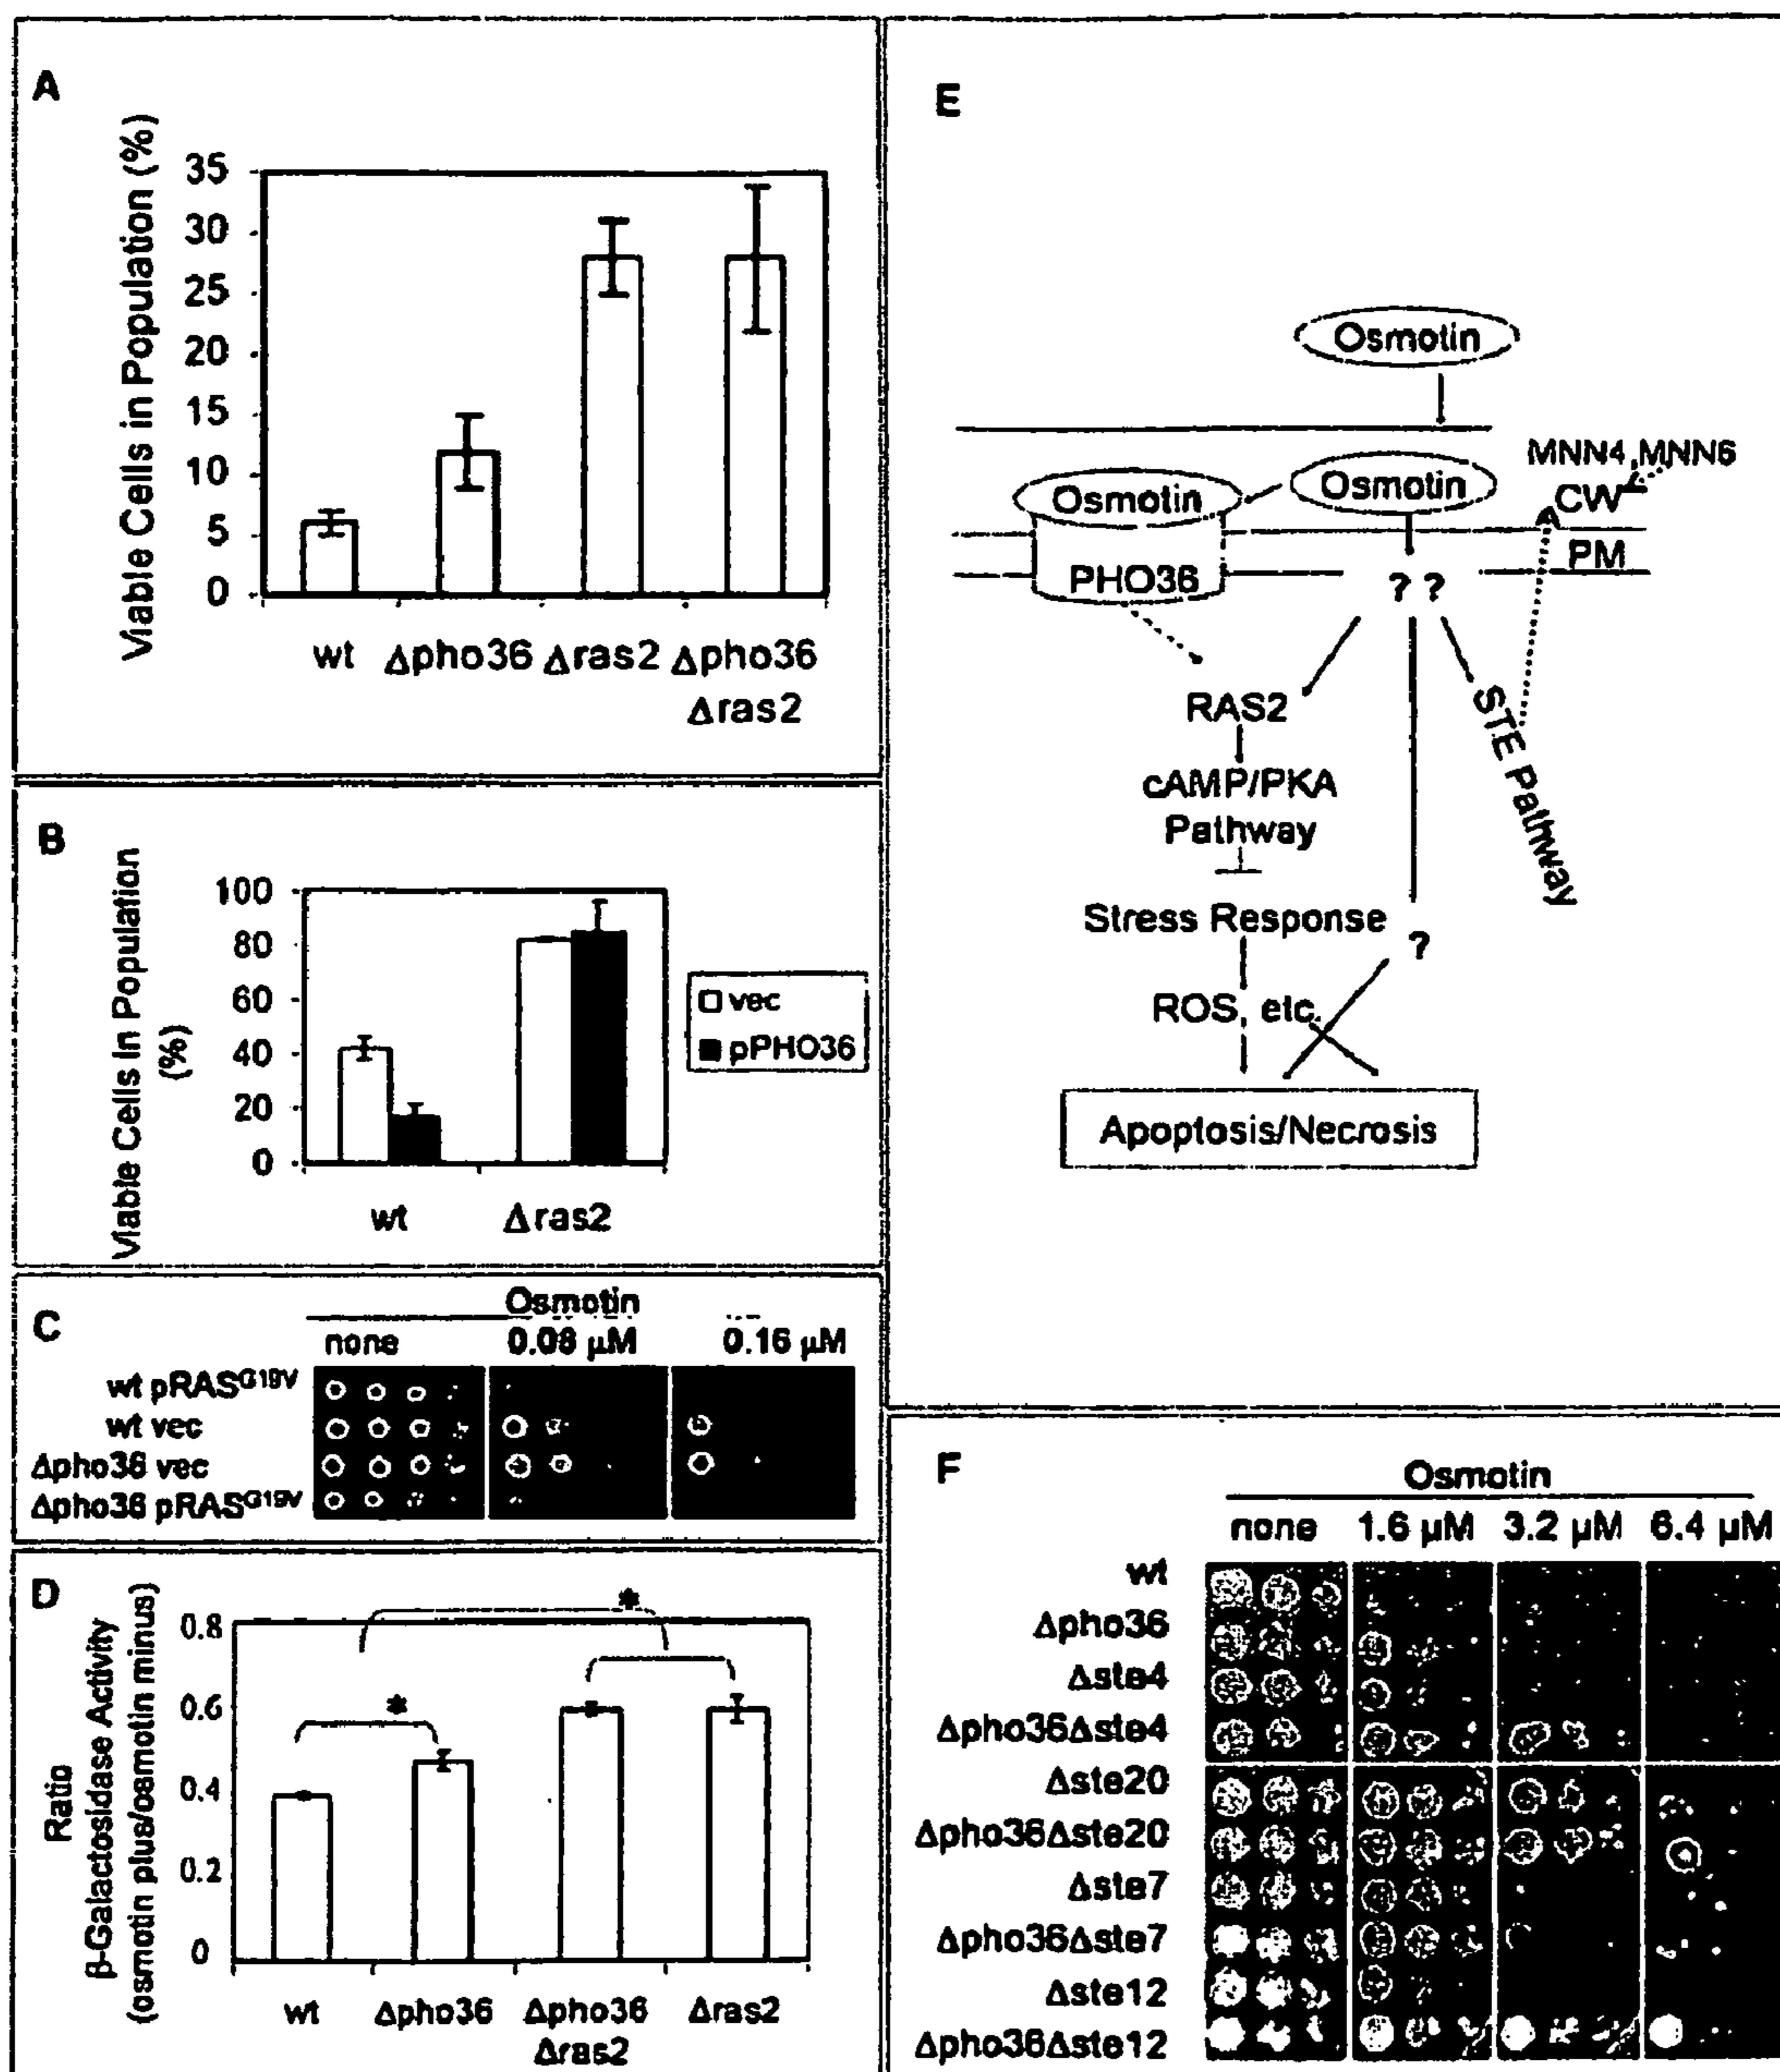 A
Viable Cells in Population (%)
35
30
25
20
15
10
5
0
wt Δpho36 Δras2 Δpho36
Δras2
B
Viable Cells In Population
(%)
100
80
60
40
20
0
vec
pPHO36
wt Δras2
C
Osmotin
none 0.08 µM 0.16 µM
wt pRASG19V
wt vec
Δpho36 vec
Δpho36 pRASG19V
D
Ratio
β-Galactosidase Activity
(osmotin plus/osmotin minus)
0.8
0.6
0.4
0.2
0
*
*
wt Δpho36 Δpho36 Δras2
Δras2
E
Osmotin
MNN4,MNN6
Osmotin Osmotin CW
PHO36 PM
? ?
RAS2
STE Pathway
cAMP/PKA
Pathway
Stress Response
?
ROS, etc.
Apoptosis/Necrosis
F
Osmotin
none 1.6 µM 3.2 µM 6.4 µM
wt
Δpho36
Δste4
Δpho36Δste4
Δste20
Δpho36Δste20
Δste7
Δpho36Δste7
Δste12
Δpho36Δste12